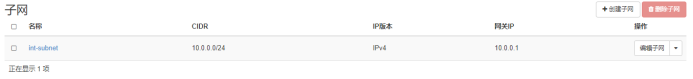 子网
+ 创建子网 删除子网
名称 CIDR IP版本 网关IP 操作
int-subnet 10.0.0.0/24 IPv4 10.0.0.1 编辑子网
正在显示 1 项